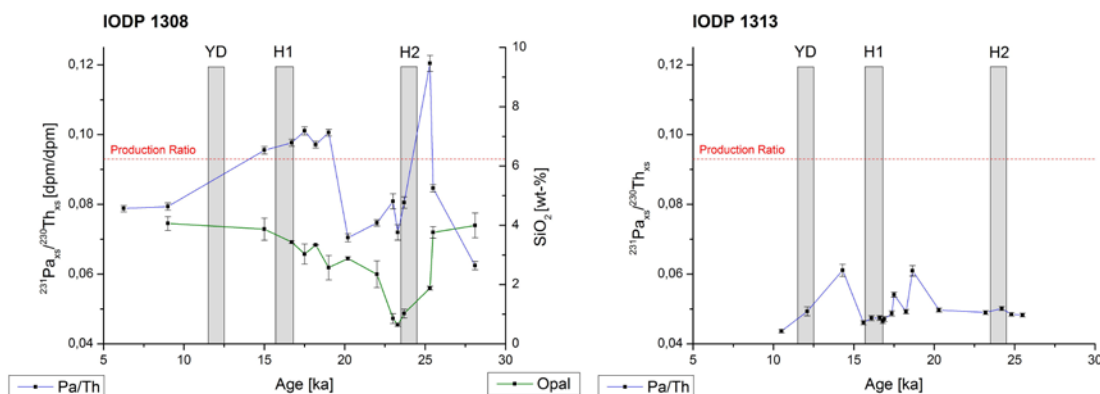 IODP 1308
IODP 1313
YD
H1
H2
YD
H1
H2
0,12
0,10
0,08
0,06
0,04
10
8
6
4
2
0
0,12
0,10
0,08
0,06
0,04
Production Ratio
Production Ratio
²³¹Paₓₛ/²³⁰Thₓₛ [dpm/dpm]
SiO₂ [wt-%]
²³¹Paₓₛ/²³⁰Thₓₛ
5 10 15 20 25 30
5 10 15 20 25 30
Pa/Th
Age [ka]
Opal
Pa/Th
Age [ka]